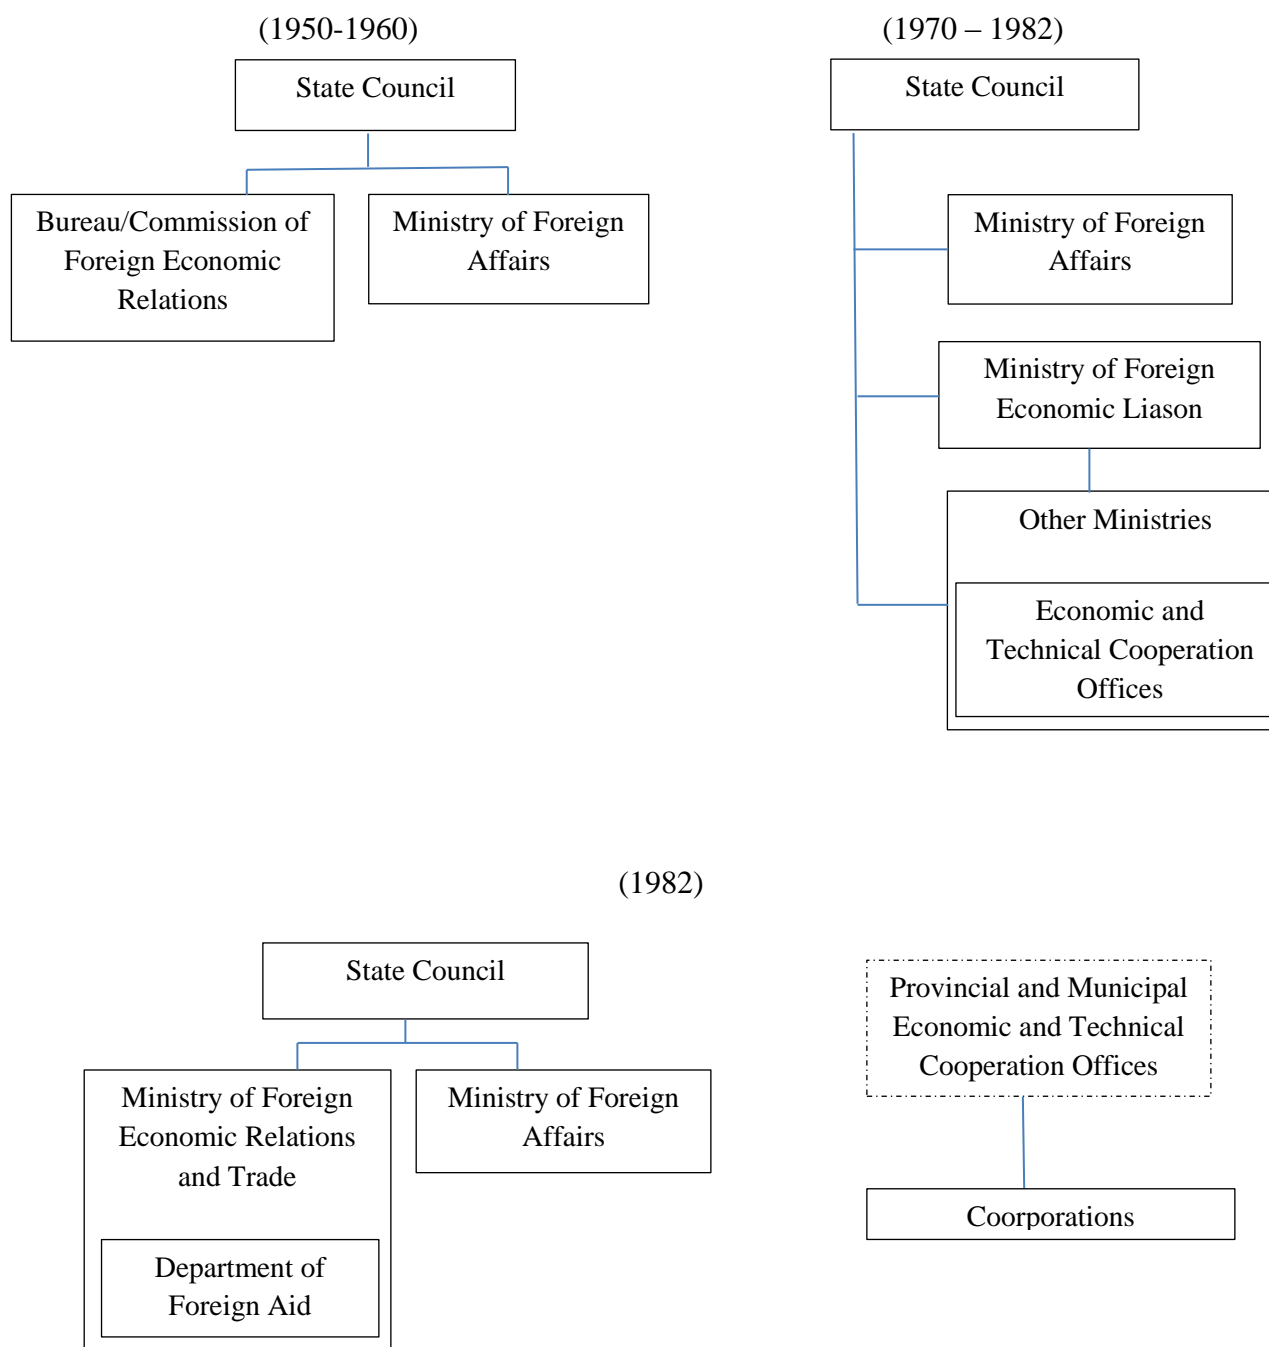 (1950-1960)
State Council
Bureau/Commission of
Foreign Economic
Relations
Ministry of Foreign
Affairs
(1970 – 1982)
State Council
Ministry of Foreign
Affairs
Ministry of Foreign
Economic Liason
Other Ministries
Economic and
Technical Cooperation
Offices
(1982)
State Council
Ministry of Foreign
Economic Relations
and Trade
Department of
Foreign Aid
Ministry of Foreign
Affairs
Provincial and Municipal
Economic and Technical
Cooperation Offices
Coorporations